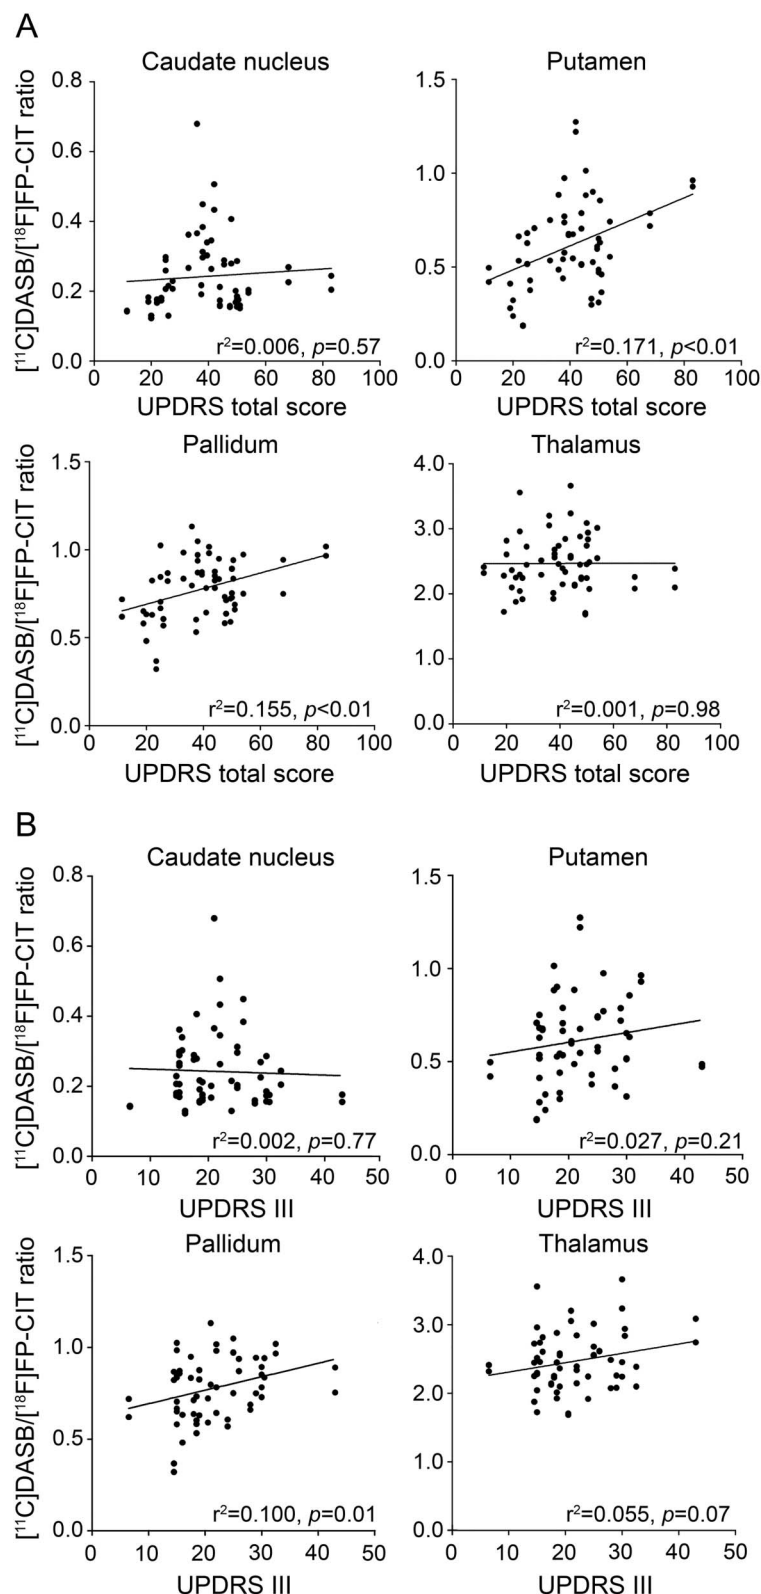 A
Caudate nucleus
Putamen
[¹¹C]DASB/[¹⁸F]FP-CIT ratio
0.8
0.6
0.4
0.2
0.0
r²=0.006, p=0.57
0 20 40 60 80 100
UPDRS total score
1.5
1.0
0.5
0.0
r²=0.171, p<0.01
0 20 40 60 80 100
UPDRS total score
Pallidum
Thalamus
[¹¹C]DASB/[¹⁸F]FP-CIT ratio
1.5
1.0
0.5
0.0
r²=0.155, p<0.01
0 20 40 60 80 100
UPDRS total score
4.0
3.0
2.0
1.0
0.0
r²=0.001, p=0.98
0 20 40 60 80 100
UPDRS total score
B
Caudate nucleus
Putamen
[¹¹C]DASB/[¹⁸F]FP-CIT ratio
0.8
0.6
0.4
0.2
0.0
r²=0.002, p=0.77
0 10 20 30 40 50
UPDRS III
1.5
1.0
0.5
0.0
r²=0.027, p=0.21
0 10 20 30 40 50
UPDRS III
Pallidum
Thalamus
[¹¹C]DASB/[¹⁸F]FP-CIT ratio
1.5
1.0
0.5
0.0
r²=0.100, p=0.01
0 10 20 30 40 50
UPDRS III
4.0
3.0
2.0
1.0
0.0
r²=0.055, p=0.07
0 10 20 30 40 50
UPDRS III